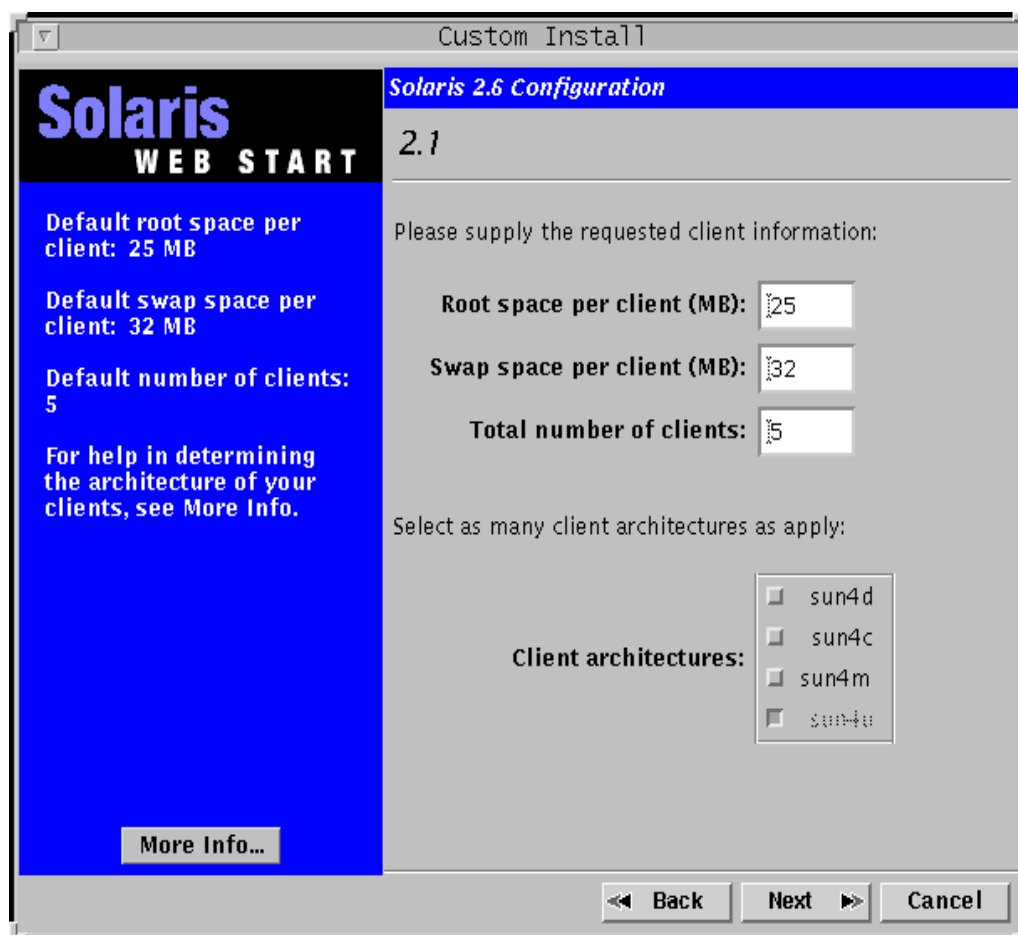 Custom Install
Solaris
WEB START
Default root space per
client: 25 MB
Default swap space per
client: 32 MB
Default number of clients:
5
For help in determining
the architecture of your
clients, see More Info.
More Info...
Solaris 2.6 Configuration
2.1
Please supply the requested client information:
Root space per client (MB): 25
Swap space per client (MB): 32
Total number of clients: 5
Select as many client architectures as apply:
Client architectures:
sun4d
sun4c
sun4m
sun4u
Back Next Cancel